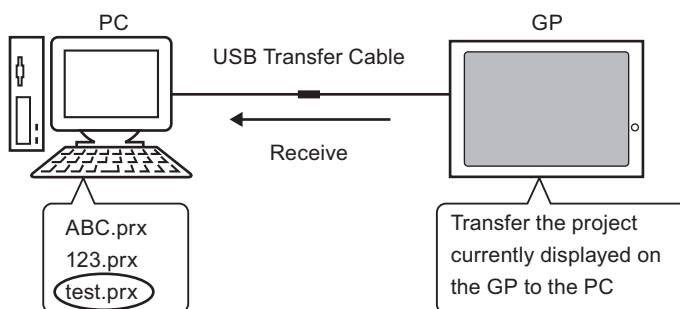 PC
GP
USB Transfer Cable
Receive
ABC.prx
123.prx
test.prx
Transfer the project
currently displayed on
the GP to the PC